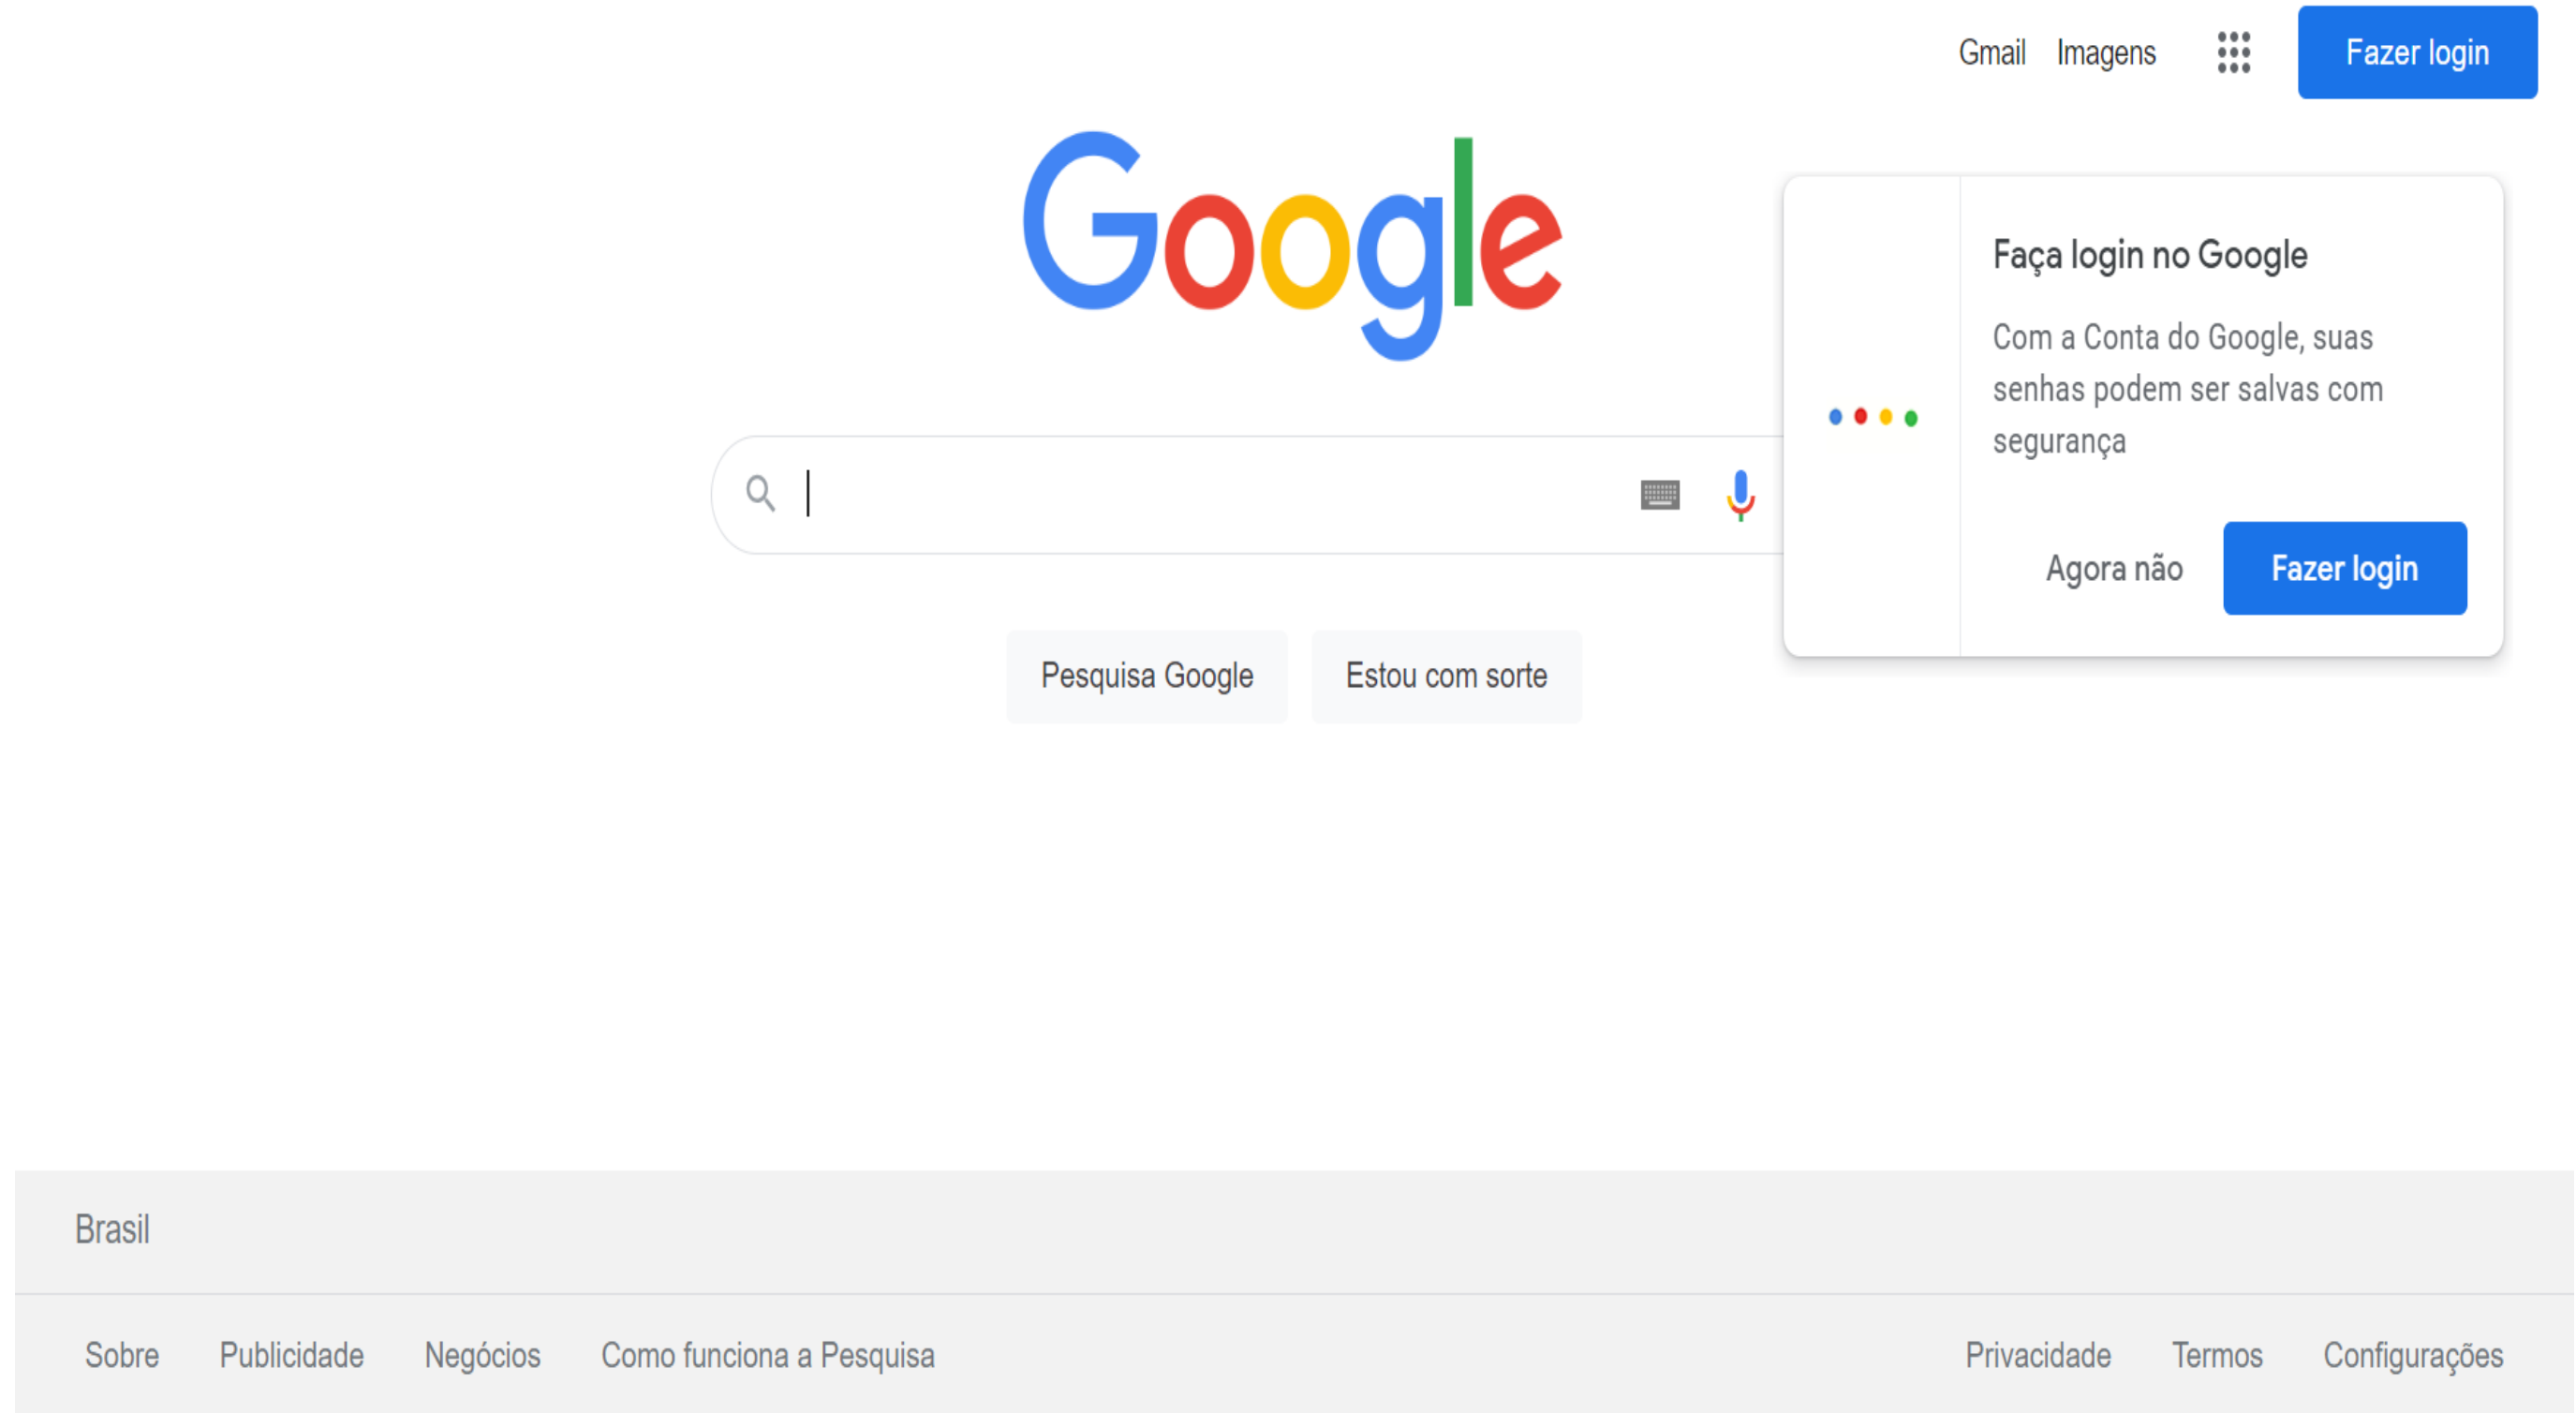 Gmail Imagens Fazer login
Google
Faça login no Google
Com a Conta do Google, suas
senhas podem ser salvas com
segurança
Agora não Fazer login
Pesquisa Google Estou com sorte
Brasil
Sobre Publicidade Negócios Como funciona a Pesquisa Privacidade Termos Configurações